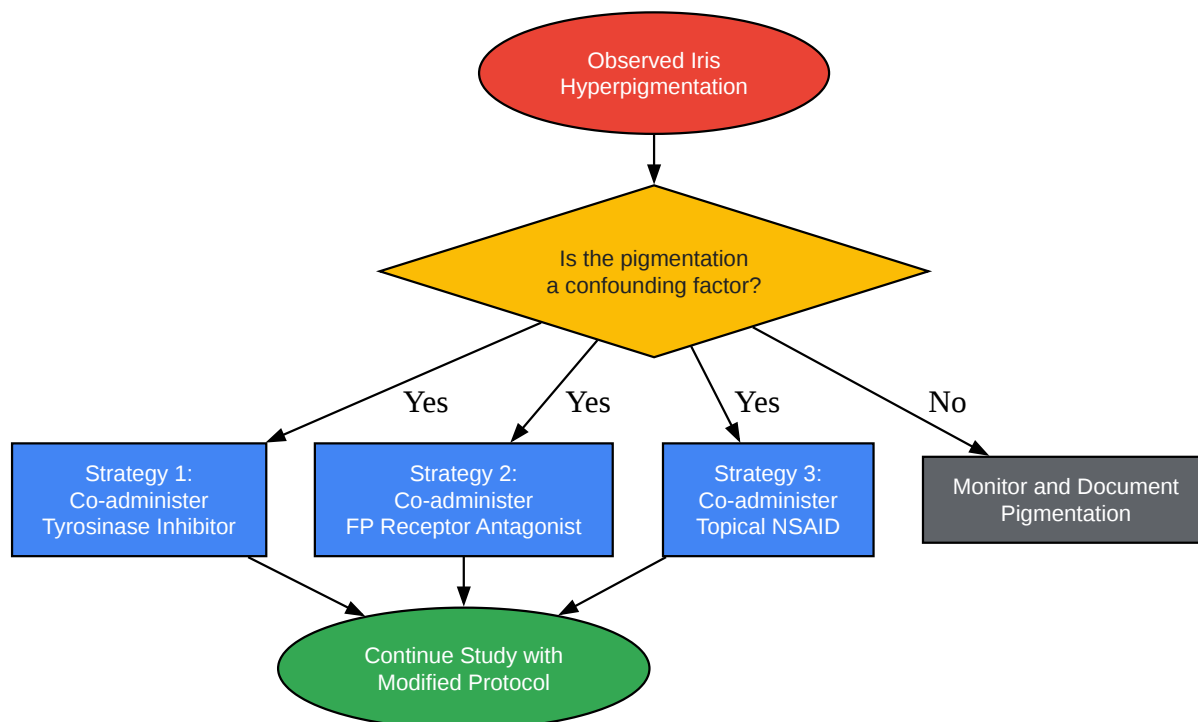 Observed Iris
Hyperpigmentation
Is the pigmentation
a confounding factor?
Yes
Yes
Yes
No
Strategy 1:
Co-administer
Tyrosinase Inhibitor
Strategy 2:
Co-administer
FP Receptor Antagonist
Strategy 3:
Co-administer
Topical NSAID
Monitor and Document
Pigmentation
Continue Study with
Modified Protocol